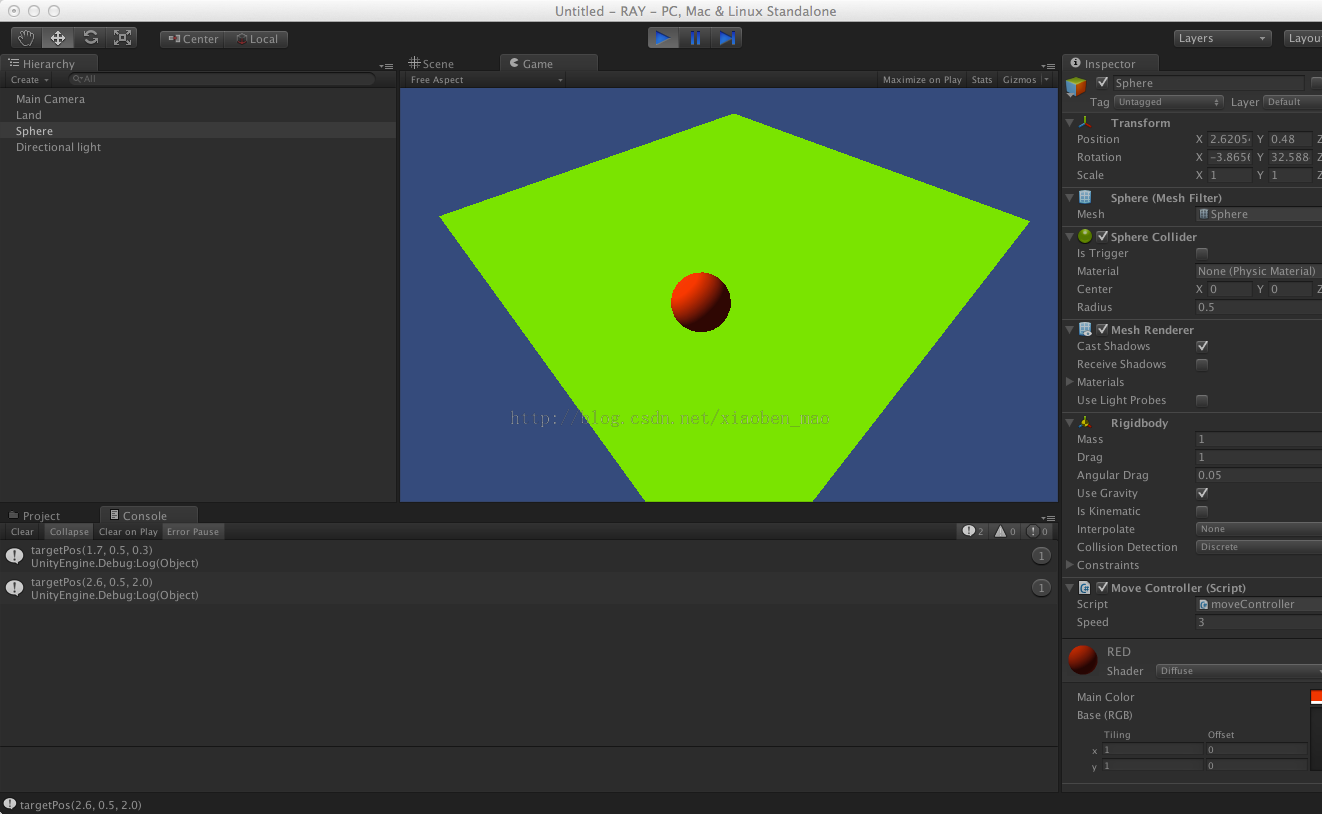 Untitled – RAY – PC, Mac & Linux Standalone
Center Local
Layers
Hierarchy
Create All
Main Camera
Land
Sphere
Directional light
Scene Game
Free Aspect Maximize on Play Stats Gizmos
http://blog.csdn.net/xiaoben_mao
Project Console
Clear Collapse Clear on Play Error Pause 2 0 0
targetPos(1.7, 0.5, 0.3)
UnityEngine.Debug:Log(Object)
1
targetPos(2.6, 0.5, 2.0)
UnityEngine.Debug:Log(Object)
1
targetPos(2.6, 0.5, 2.0)
Inspector
Sphere
Tag Untagged Layer Default
Transform
Position X Y 0.48
Rotation X Y 32.588
Scale X 1 Y 1
Sphere (Mesh Filter)
Mesh Sphere
Sphere Collider
Is Trigger
Material None (Physic Material)
Center X 0 Y 0
Radius 0.5
Mesh Renderer
Cast Shadows
Receive Shadows
Materials
Use Light Probes
Rigidbody
Mass 1
Drag 1
Angular Drag 0.05
Use Gravity
Is Kinematic
Interpolate None
Collision Detection Discrete
Constraints
Move Controller (Script)
Script moveController
Speed 3
RED
Shader Diffuse
Main Color
Base (RGB)
Tiling Offset
x 1 0
y 1 0